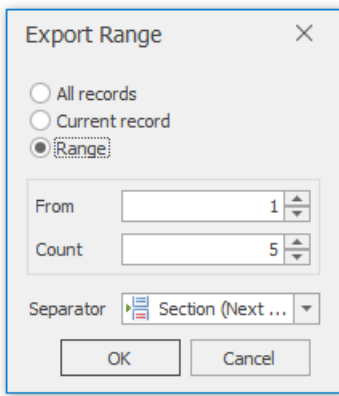 Export Range
All records
Current record
Range
From 1
Count 5
Separator Section (Next ...
OK Cancel